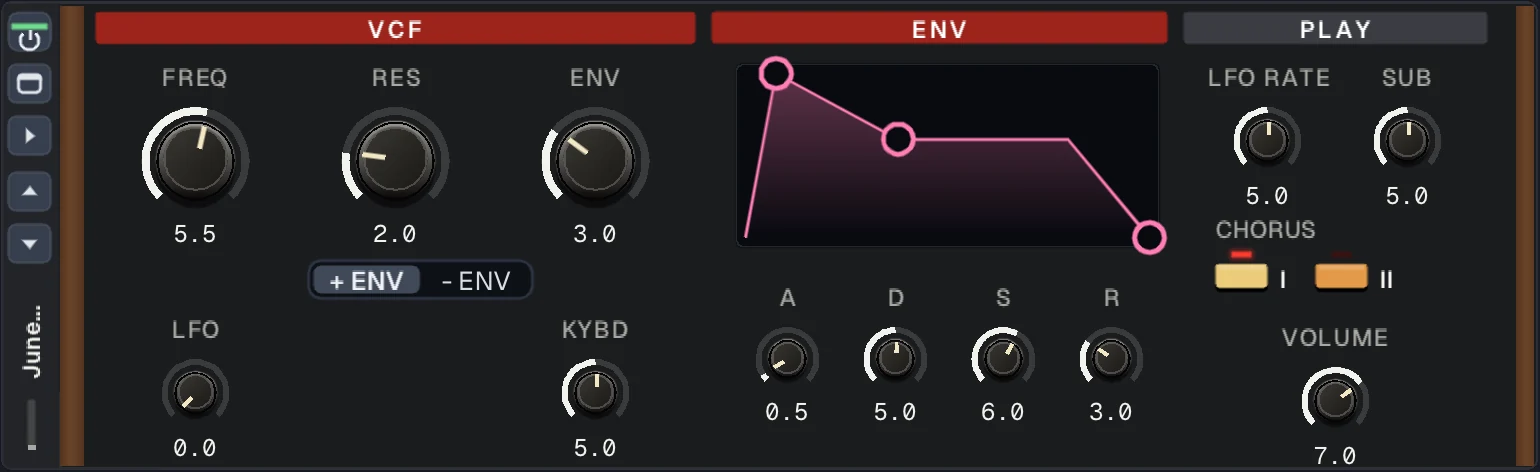 VCF
FREQ RES ENV
5.5 2.0 3.0
+ ENV - ENV
LFO KYBD
0.0 5.0
ENV
A D S R
0.5 5.0 6.0 3.0
PLAY
LFO RATE SUB
5.0 5.0
CHORUS
I II
VOLUME
7.0
June...